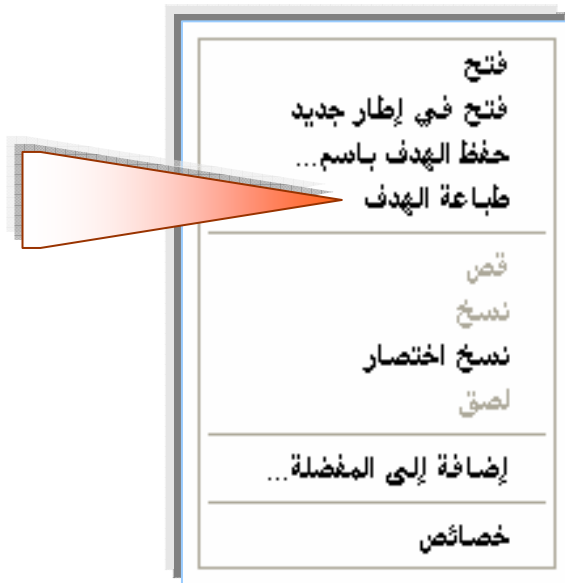 فتح
فتح في إطار جديد
حفظ الهدف باسم...
طباعة الهدف
قص
نسخ
نسخ اختصار
لصق
إضافة إلى المفضلة...
خصائص